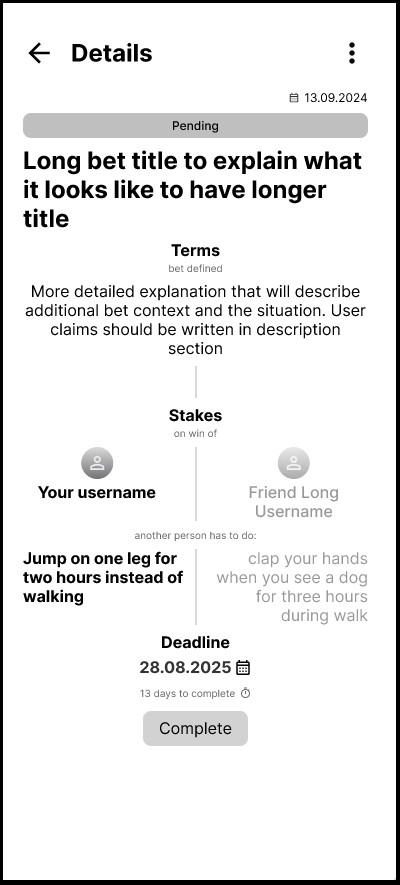 Details
13.09.2024
Pending
Long bet title to explain what
it looks like to have longer
title
Terms
bet defined
More detailed explanation that will describe
additional bet context and the situation. User
claims should be written in description
section
Stakes
on win of
Your username
Friend Long
Username
another person has to do:
Jump on one leg for
two hours instead of
walking
clap your hands
when you see a dog
for three hours
during walk
Deadline
28.08.2025
13 days to complete
Complete